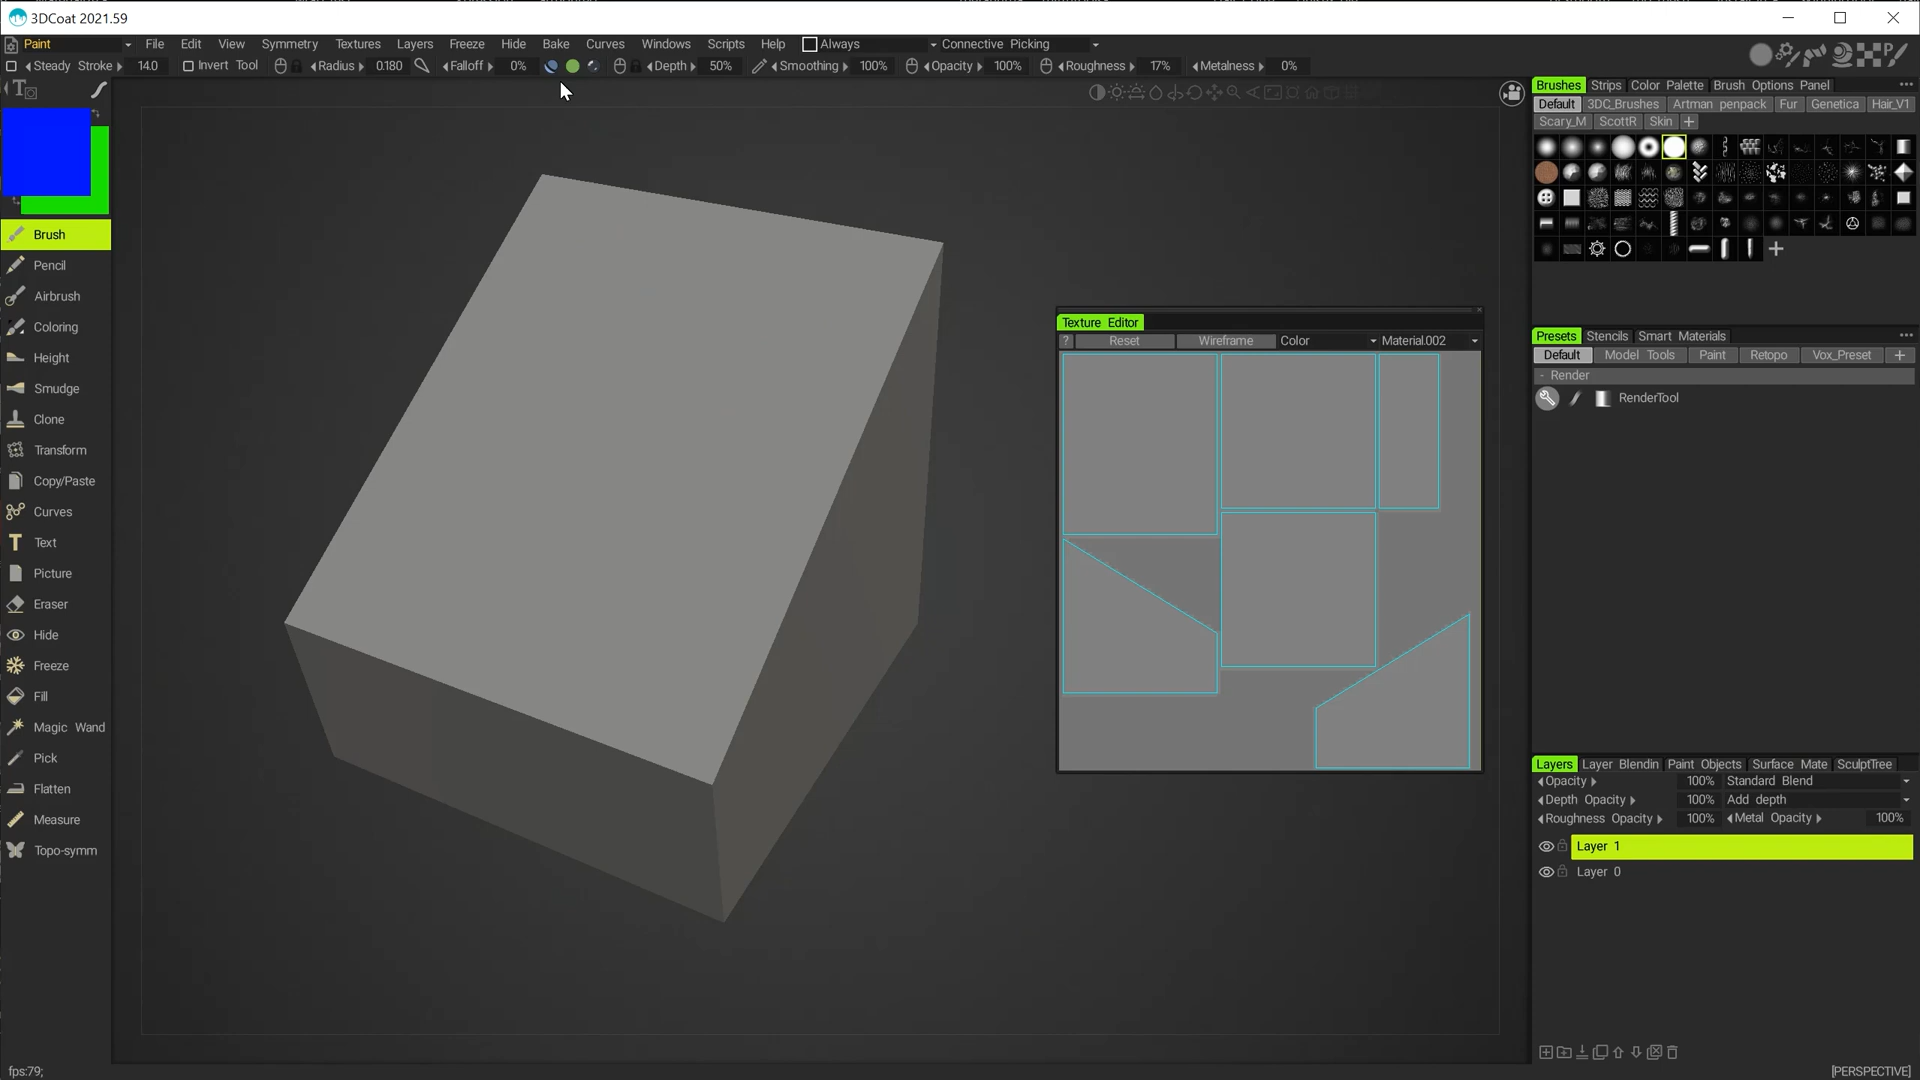 3DCoat 2021.59
Paint File Edit View Symmetry Textures Layers Freeze Hide Bake Curves Windows Scripts Help Always Connective Picking
Steady Stroke 14.0 Invert Tool Radius 0.180 Falloff 0% Depth 50% Smoothing 100% Opacity 100% Roughness 17% Metalness 0%
Brush
Pencil
Airbrush
Coloring
Height
Smudge
Clone
Transform
Copy/Paste
Curves
Text
Picture
Eraser
Hide
Freeze
Fill
Magic Wand
Pick
Flatten
Measure
Topo-symm
fps:79;
Texture Editor
? Reset Wireframe Color Material.002
Brushes Strips Color Palette Brush Options Panel
Default 3DC_Brushes Artman penpack Fur Genetica Hair_V1
Scary_M ScottR Skin +
Presets Stencils Smart Materials
Default Model Tools Paint Retopo Vox_Preset +
- Render
RenderTool
Layers Layer Blendin Paint Objects Surface Mate SculptTree
Opacity 100% Standard Blend
Depth Opacity 100% Add depth
Roughness Opacity 100% Metal Opacity 100%
Layer 1
Layer 0
[PERSPECTIVE]